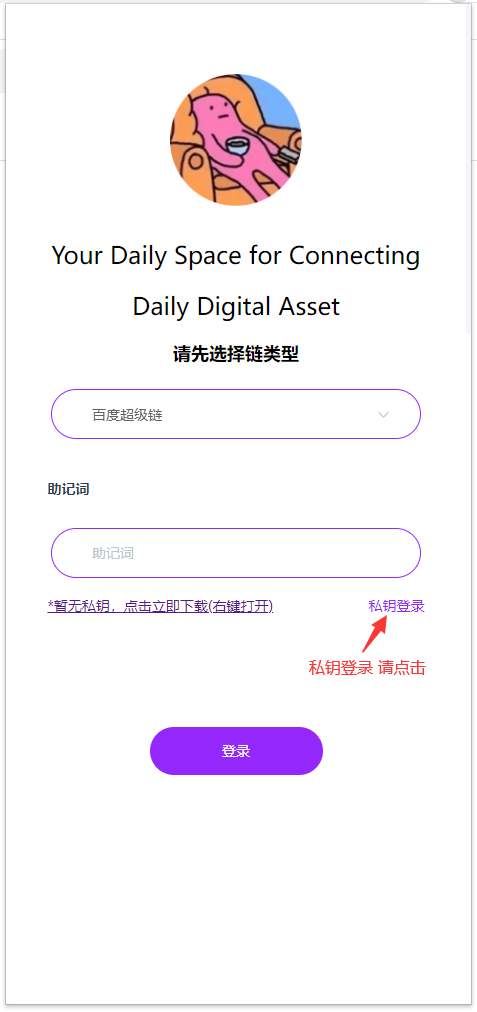 Your Daily Space for Connecting
Daily Digital Asset
请先选择链类型
百度超级链
助记词
助记词
*暂无私钥，点击立即下载(右键打开)
私钥登录
私钥登录 请点击
登录